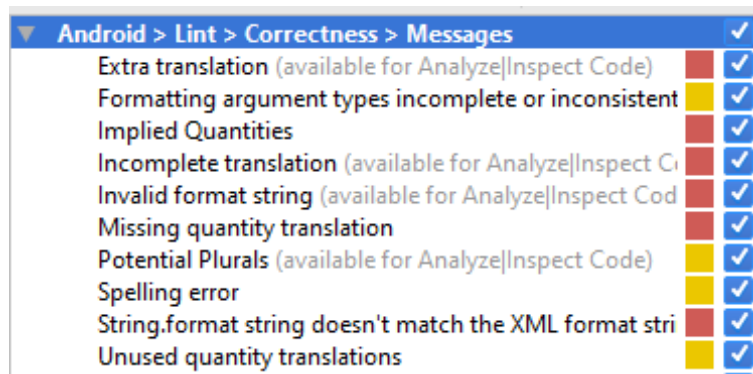 Android > Lint > Correctness > Messages
Extra translation (available for Analyze|Inspect Code)
Formatting argument types incomplete or inconsistent
Implied Quantities
Incomplete translation (available for Analyze|Inspect C
Invalid format string (available for Analyze|Inspect Cod
Missing quantity translation
Potential Plurals (available for Analyze|Inspect Code)
Spelling error
String.format string doesn't match the XML format stri
Unused quantity translations